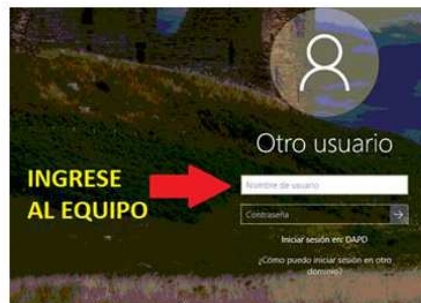 Otro usuario
INGRESE
AL EQUIPO
Nombre de usuario
Contraseña
Iniciar sesión en: DAPD
¿Cómo puedo iniciar sesión en otro
dominio?